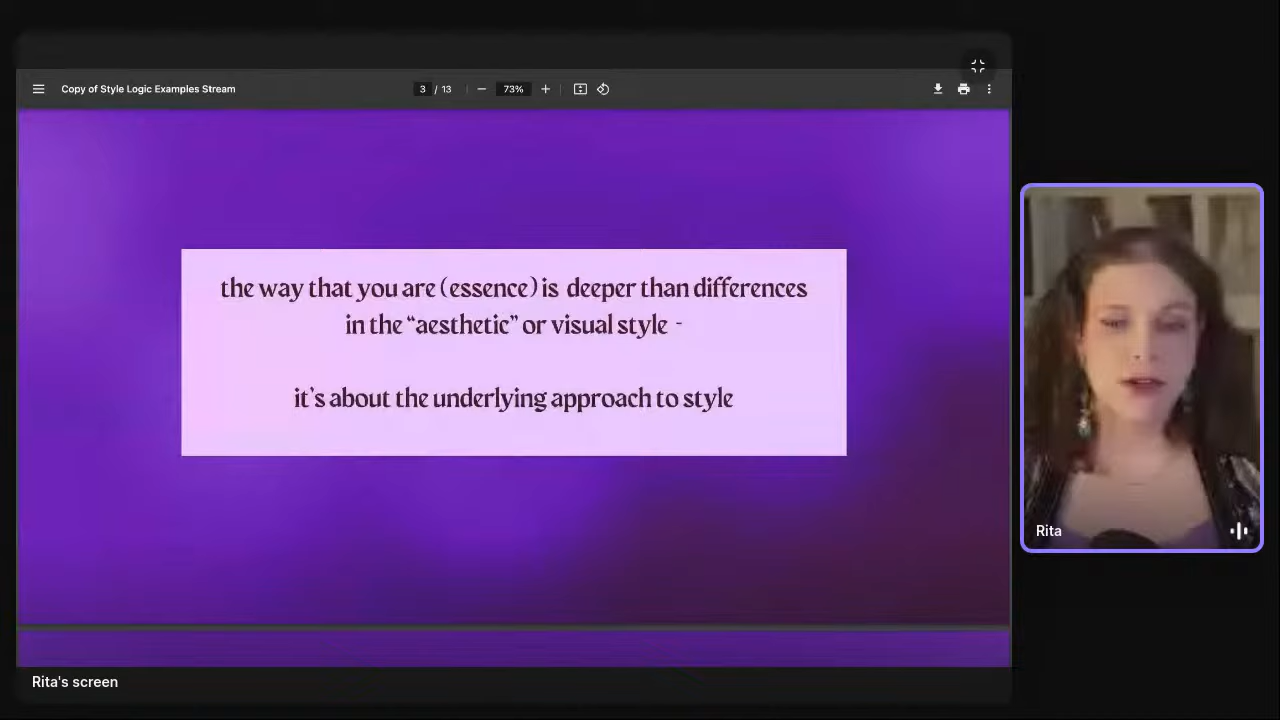 Copy of Style Logic Examples Stream
3 / 13
73%
the way that you are (essence) is deeper than differences
in the “aesthetic” or visual style -
it's about the underlying approach to style
Rita
Rita's screen